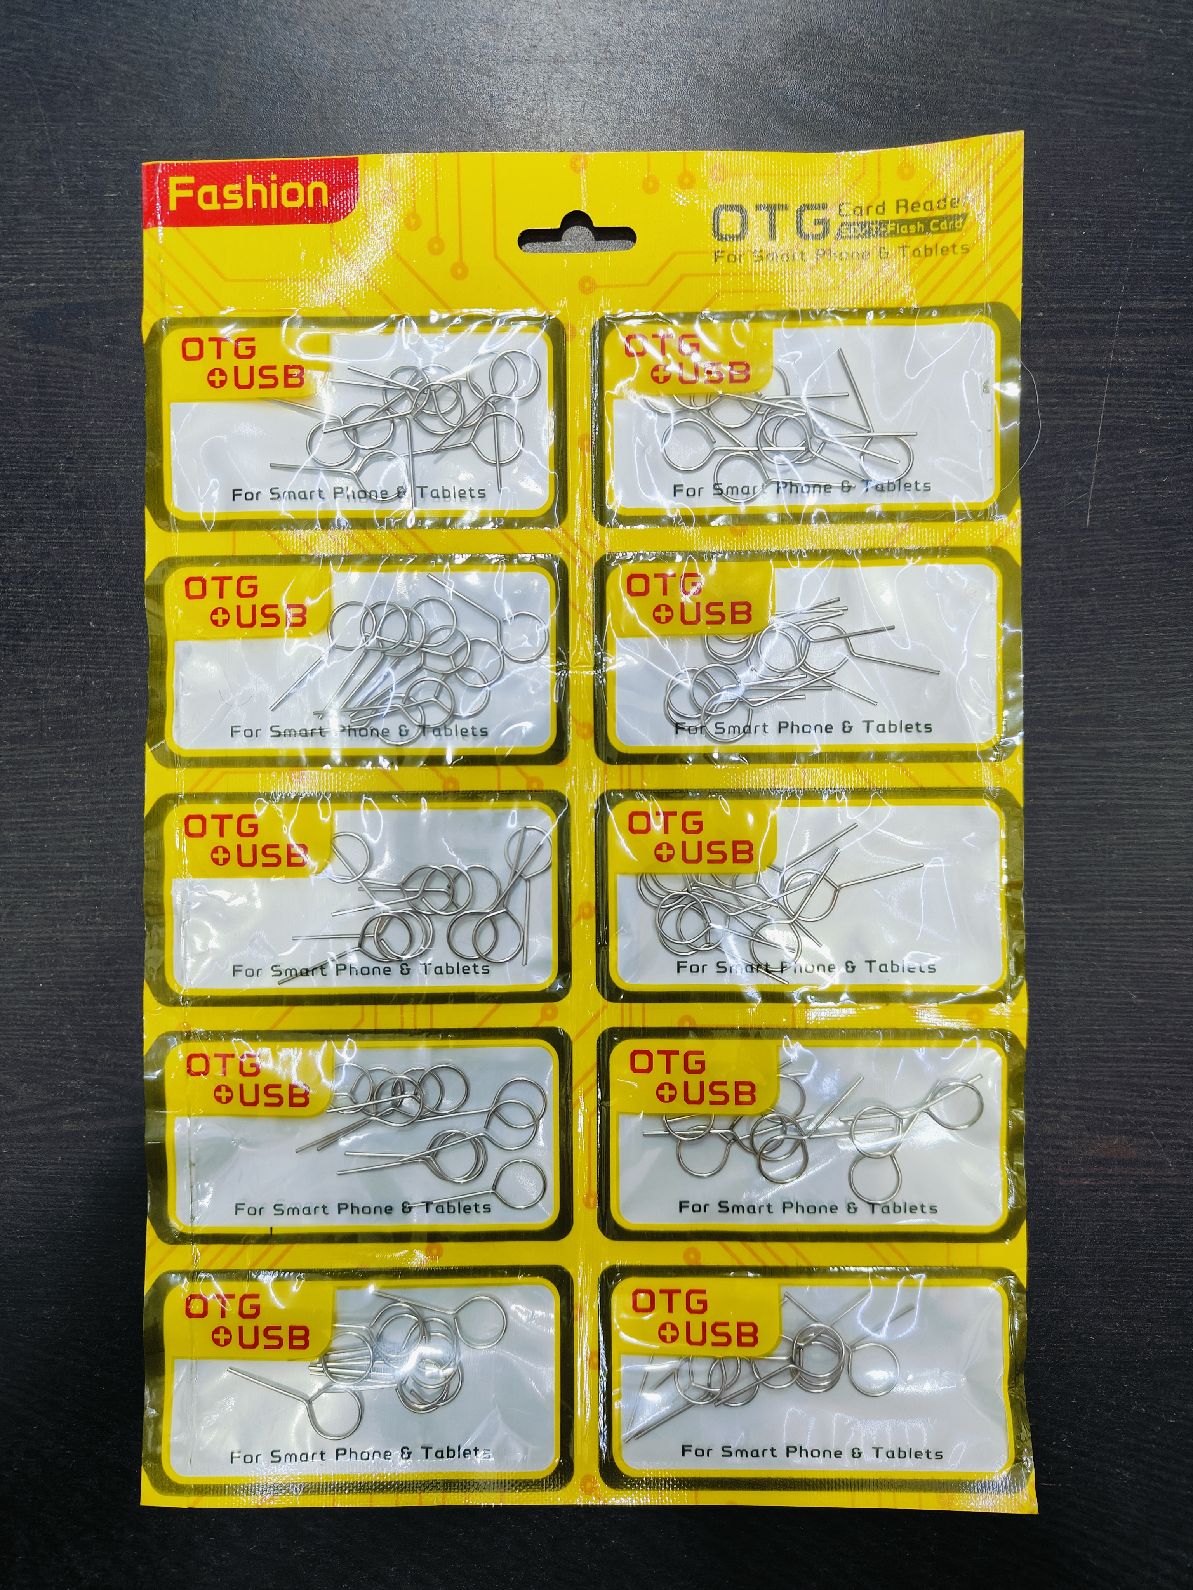 Fashion
OTG Card Reader
Flash Card
For Smart Phone & Tablets
OTG
+USB
For Smart Phone & Tablets
OTG
+USB
For Smart Phone & Tablets
OTG
+USB
For Smart Phone & Tablets
OTG
+USB
For Smart Phone & Tablets
OTG
+USB
For Smart Phone & Tablets
OTG
+USB
For Smart Phone & Tablets
OTG
+USB
For Smart Phone & Tablets
OTG
+USB
For Smart Phone & Tablets
OTG
+USB
For Smart Phone & Tablets
OTG
+USB
For Smart Phone & Tablets